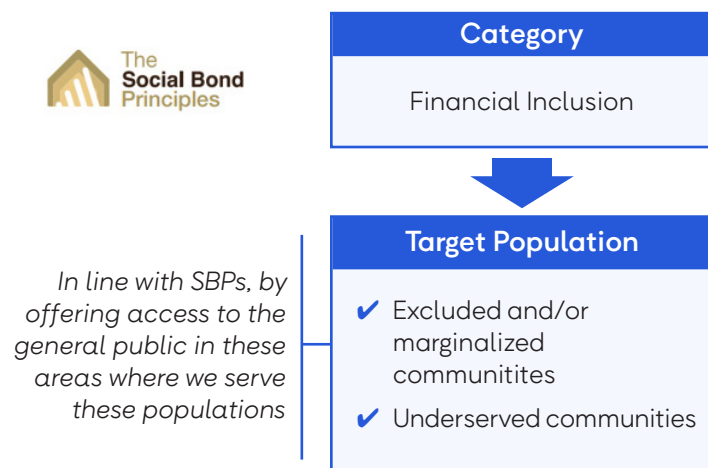 The
Social Bond
Principles
Category
Financial Inclusion
Target Population
In line with SBPs, by
offering access to the
general public in these
areas where we serve
these populations
✔ Excluded and/or
marginalized
communitites
✔ Underserved communities